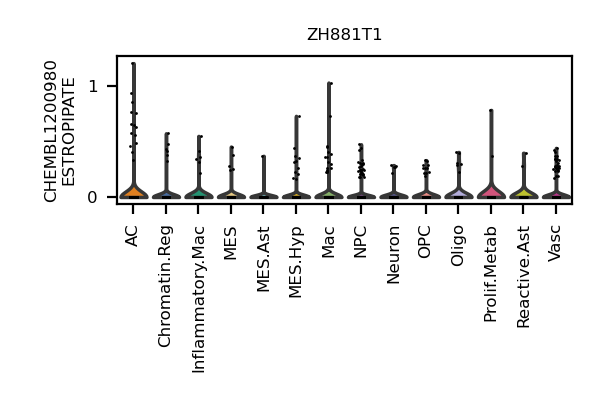 ZH881T1
CHEMBL1200980
ESTROPIPATE
1
0
AC
Chromatin.Reg
Inflammatory.Mac
MES
MES.Ast
MES.Hyp
Mac
NPC
Neuron
OPC
Oligo
Prolif.Metab
Reactive.Ast
Vasc